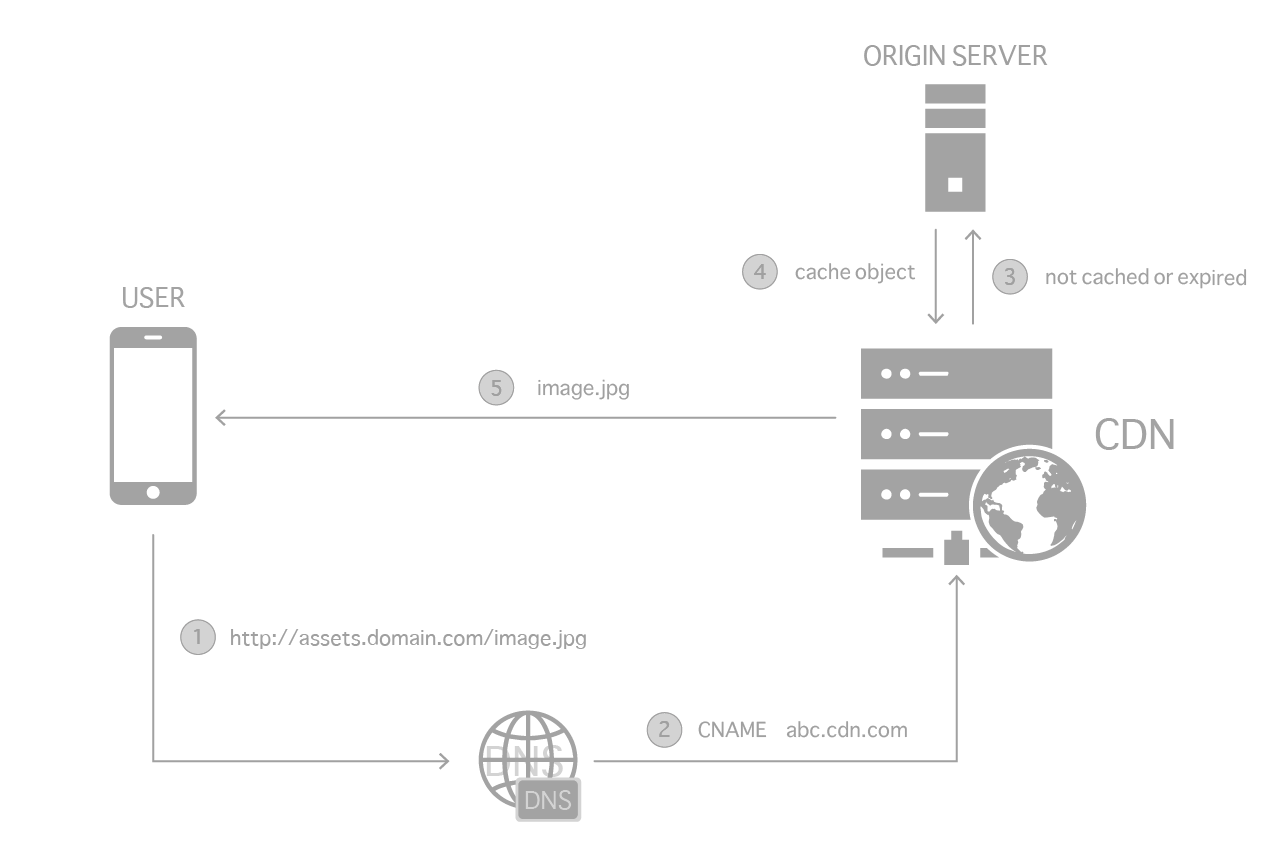 ORIGIN SERVER
4 cache object
3 not cached or expired
USER
5 image.jpg
CDN
1 http://assets.domain.com/image.jpg
2 CNAME abc.cdn.com
DNS
DNS